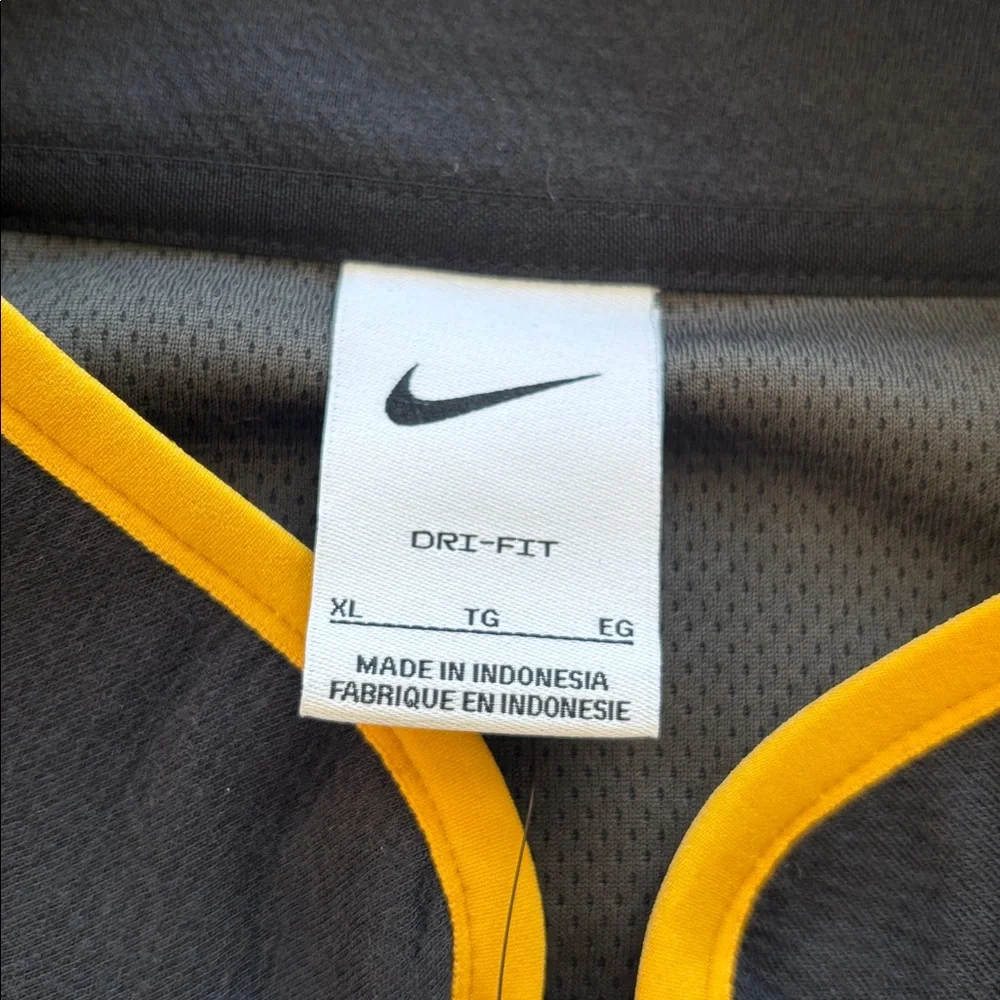 DRI-FIT
XL TG EG
MADE IN INDONESIA
FABRIQUE EN INDONESIE